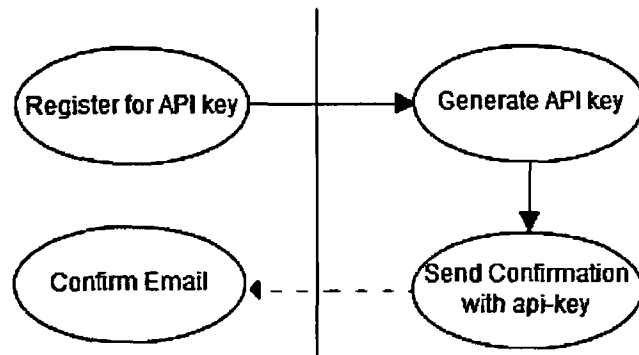 Register for API key
Generate API key
Confirm Email
Send Confirmation
with api-key